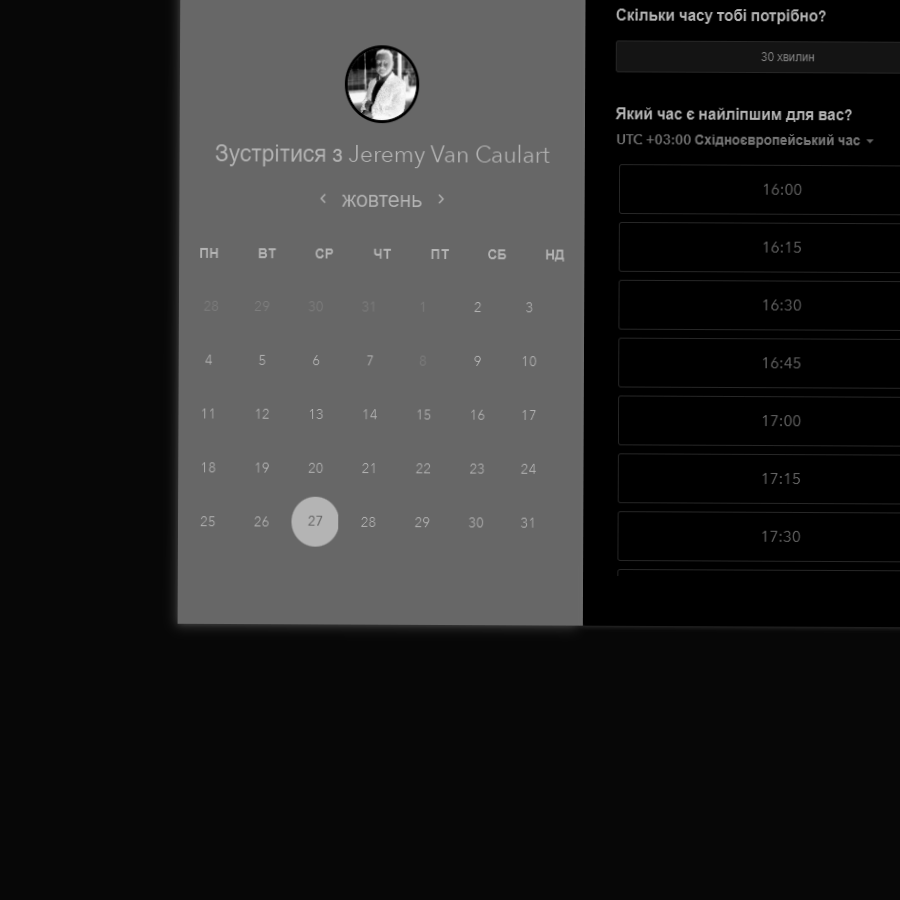 Зустрітися з Jeremy Van Caulart
‹ жовтень ›
ПН ВТ СР ЧТ ПТ СБ НД
28 29 30 31 1 2 3
4 5 6 7 8 9 10
11 12 13 14 15 16 17
18 19 20 21 22 23 24
25 26 27 28 29 30 31
Скільки часу тобі потрібно?
30 хвилин
Який час є найліпшим для вас?
UTC +03:00 Східноєвропейський час
16:00
16:15
16:30
16:45
17:00
17:15
17:30